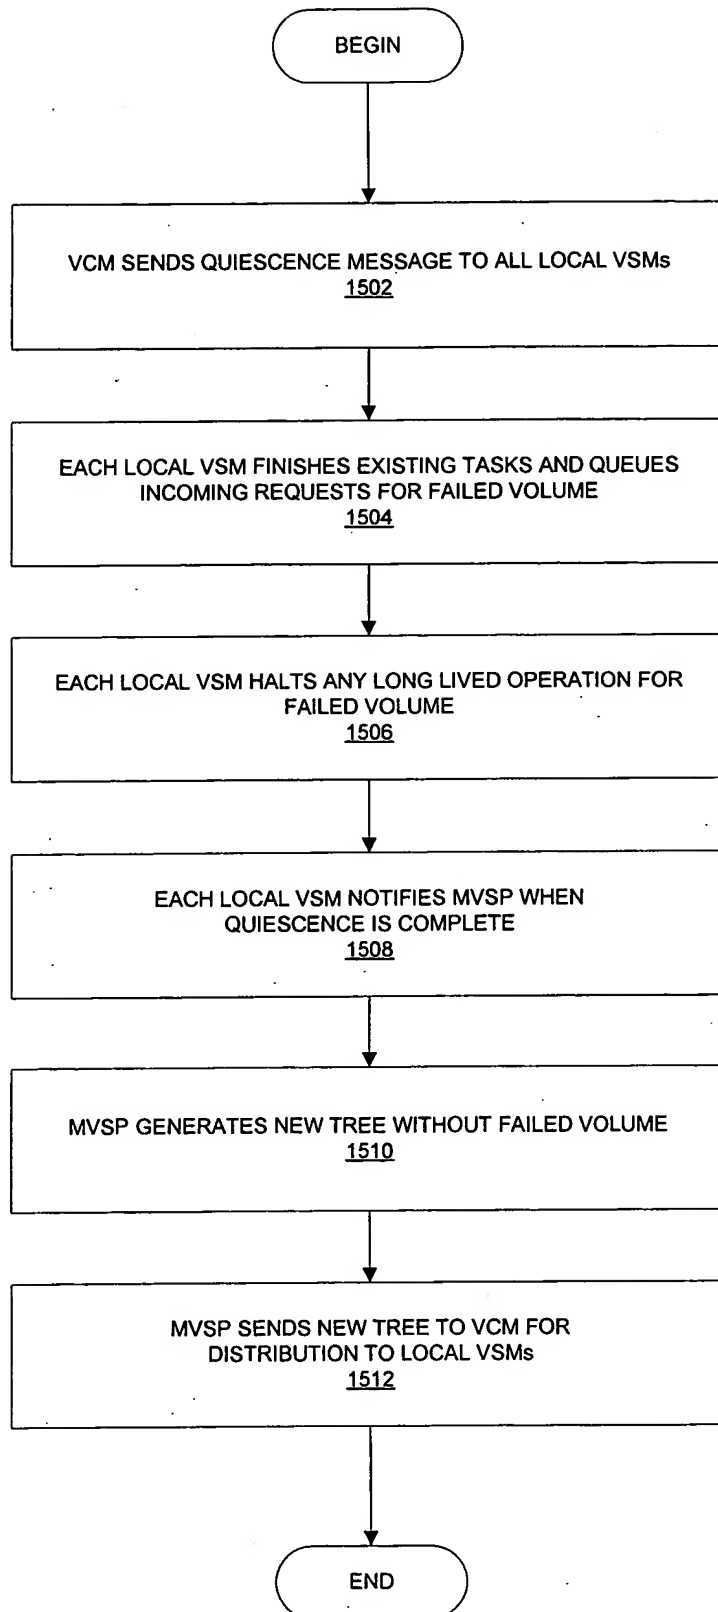 BEGIN
VCM SENDS QUIESCENCE MESSAGE TO ALL LOCAL VSMs
1502
EACH LOCAL VSM FINISHES EXISTING TASKS AND QUEUES
INCOMING REQUESTS FOR FAILED VOLUME
1504
EACH LOCAL VSM HALTS ANY LONG LIVED OPERATION FOR
FAILED VOLUME
1506
EACH LOCAL VSM NOTIFIES MVSP WHEN
QUIESCENCE IS COMPLETE
1508
MVSP GENERATES NEW TREE WITHOUT FAILED VOLUME
1510
MVSP SENDS NEW TREE TO VCM FOR
DISTRIBUTION TO LOCAL VSMs
1512
END